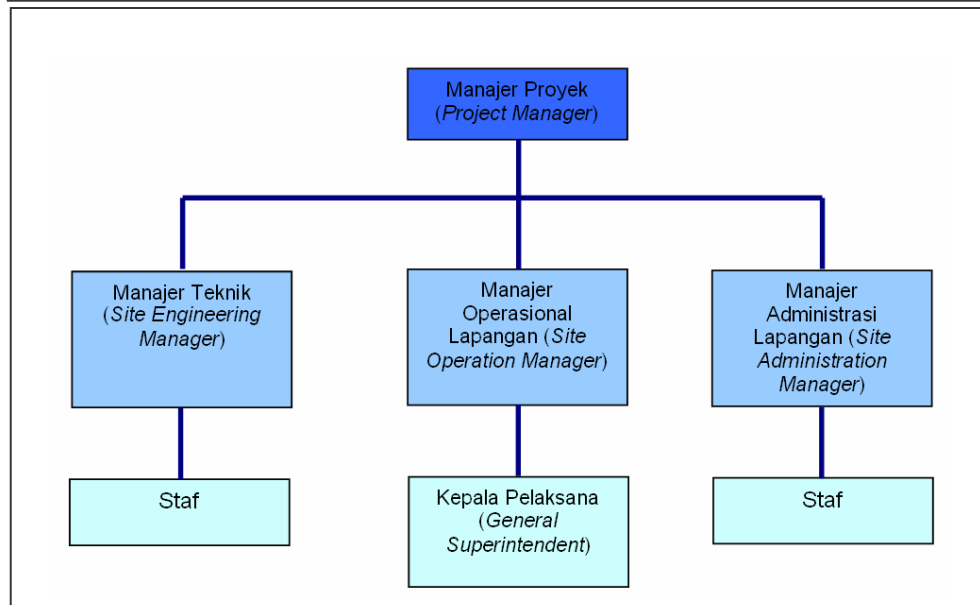 Manajer Proyek
(Project Manager)
Manajer Teknik
(Site Engineering
Manager)
Manajer
Operasional
Lapangan (Site
Operation Manager)
Manajer
Administrasi
Lapangan (Site
Administration
Manager)
Staf
Kepala Pelaksana
(General
Superintendent)
Staf